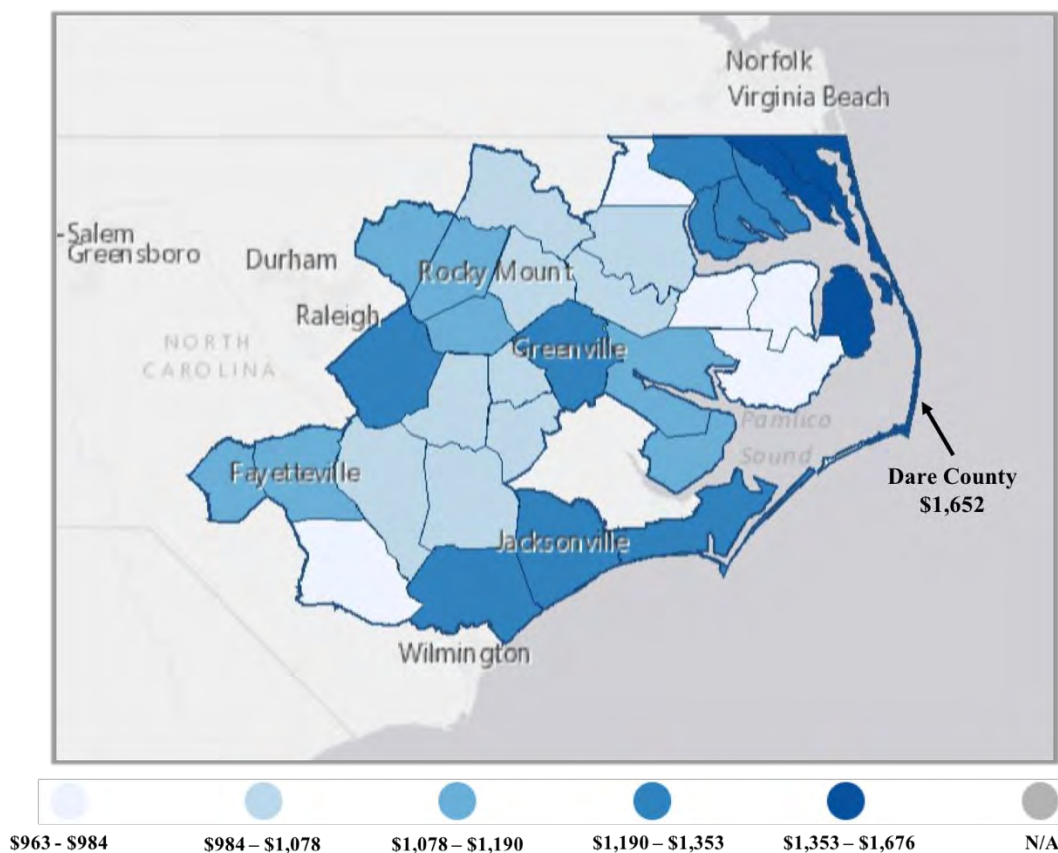 Norfolk
Virginia Beach
-Salem
Greensboro
Durham
Rocky Mount
Raleigh
NORTH
CAROLINA
Greenville
Pamlico
Sound
Fayetteville
Dare County
$1,652
Jacksonville
Wilmington
$963 - $984
$984 – $1,078
$1,078 – $1,190
$1,190 - $1,353
$1,353 - $1,676
N/A